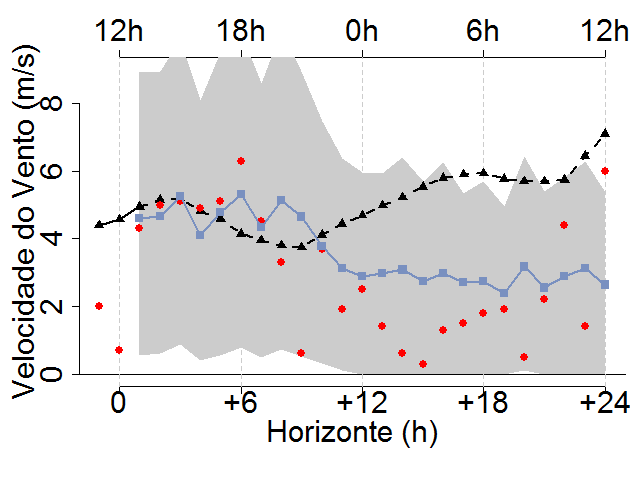 12h 18h 0h 6h 12h
Velocidade do Vento (m/s)
8
6
4
2
0
0 +6 +12 +18 +24
Horizonte (h)